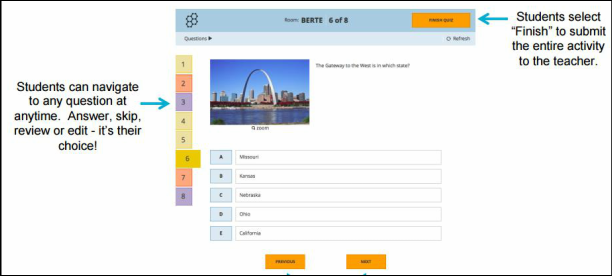 Room: BERTE 6 of 8
FINISH QUIZ
Students select
"Finish" to submit
the entire activity
to the teacher.
Questions
Refresh
Students can navigate
to any question at
anytime. Answer, skip,
review or edit - it's their
choice!
1
2
3
4
5
6
7
8
The Gateway to the West is in which state?
zoom
A Missouri
B Kansas
C Nebraska
D Ohio
E California
PREVIOUS
NEXT